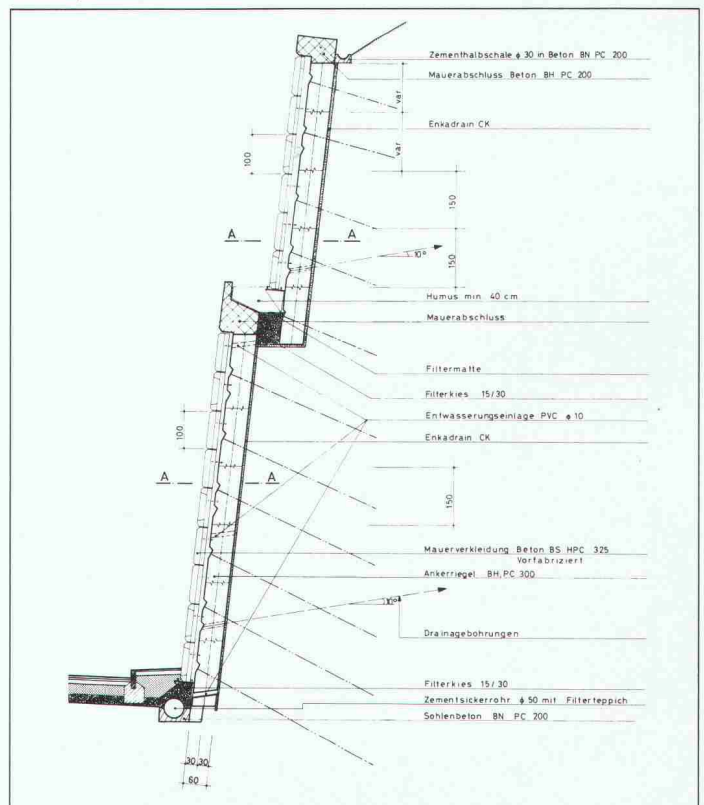 Zementhalbschale ϕ 30 in Beton BN PC 200
Mauerabschluss Beton BH PC 200
var
Enkadrain CK
var
100
150
A
A
150
10°
Humus min 40 cm
Mauerabschluss
Filtermatte
Filterkies 15/30
Entwasserungseinlage PVC ϕ 10
100
Enkadrain CK
A
A
150
Mauerverkleidung Beton BS HPC 325
Vorfabriziert
Ankerriegel BH, PC 300
10°
Drainagebohrungen
Filterkies 15/30
Zementsickerrohr ϕ 50 mit Filterteppich
Sohlenbeton BN PC 200
30 30
60